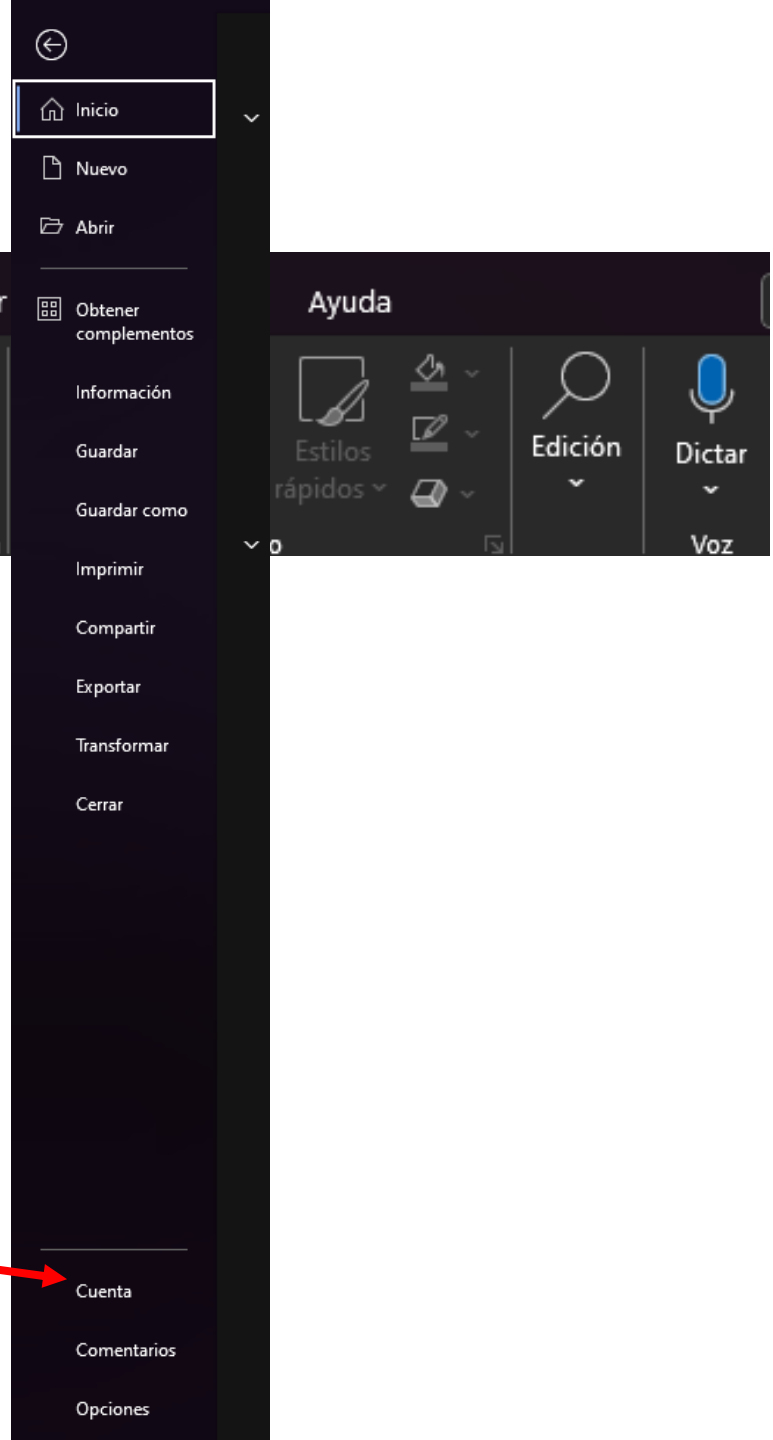 Inicio
Nuevo
Abrir
Obtener
complementos
Información
Guardar
Guardar como
Imprimir
Compartir
Exportar
Transformar
Cerrar
Cuenta
Comentarios
Opciones
r
Ayuda
Estilos
rápidos
Edición
Dictar
o
Voz